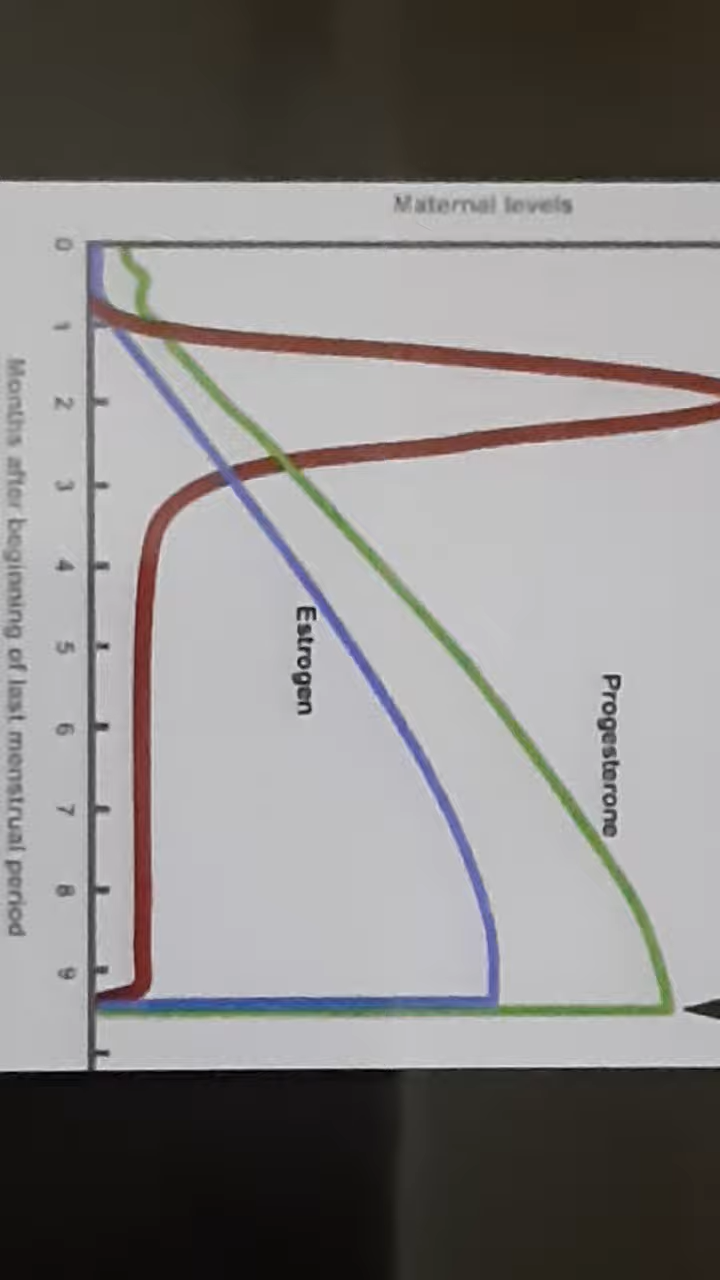 Maternal levels
Progesterone
Estrogen
0 1 2 3 4 5 6 7 8 9
Months after beginning of last menstrual period